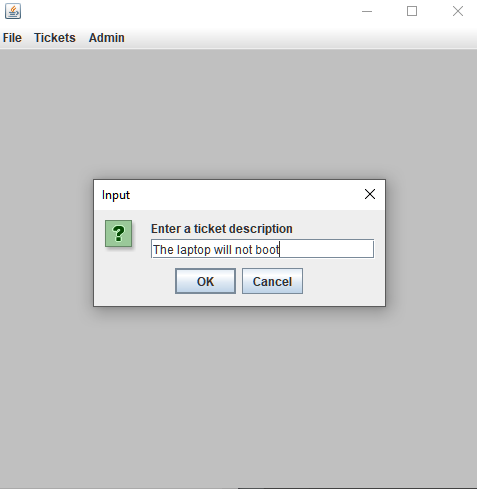 File Tickets Admin
Input
Enter a ticket description
The laptop will not boot
OK Cancel